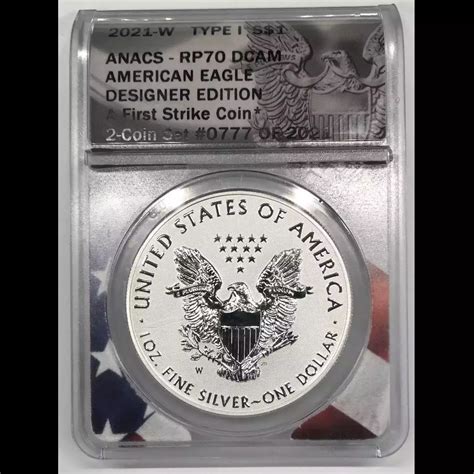 2021-W TYPE I S$1
ANACS - RP70 DCAM
AMERICAN EAGLE
DESIGNER EDITION
A First Strike Coin*
2-Coin Set #0777 OF 2021
UNITED STATES OF AMERICA
W
1 OZ. FINE SILVER~ONE DOLLAR